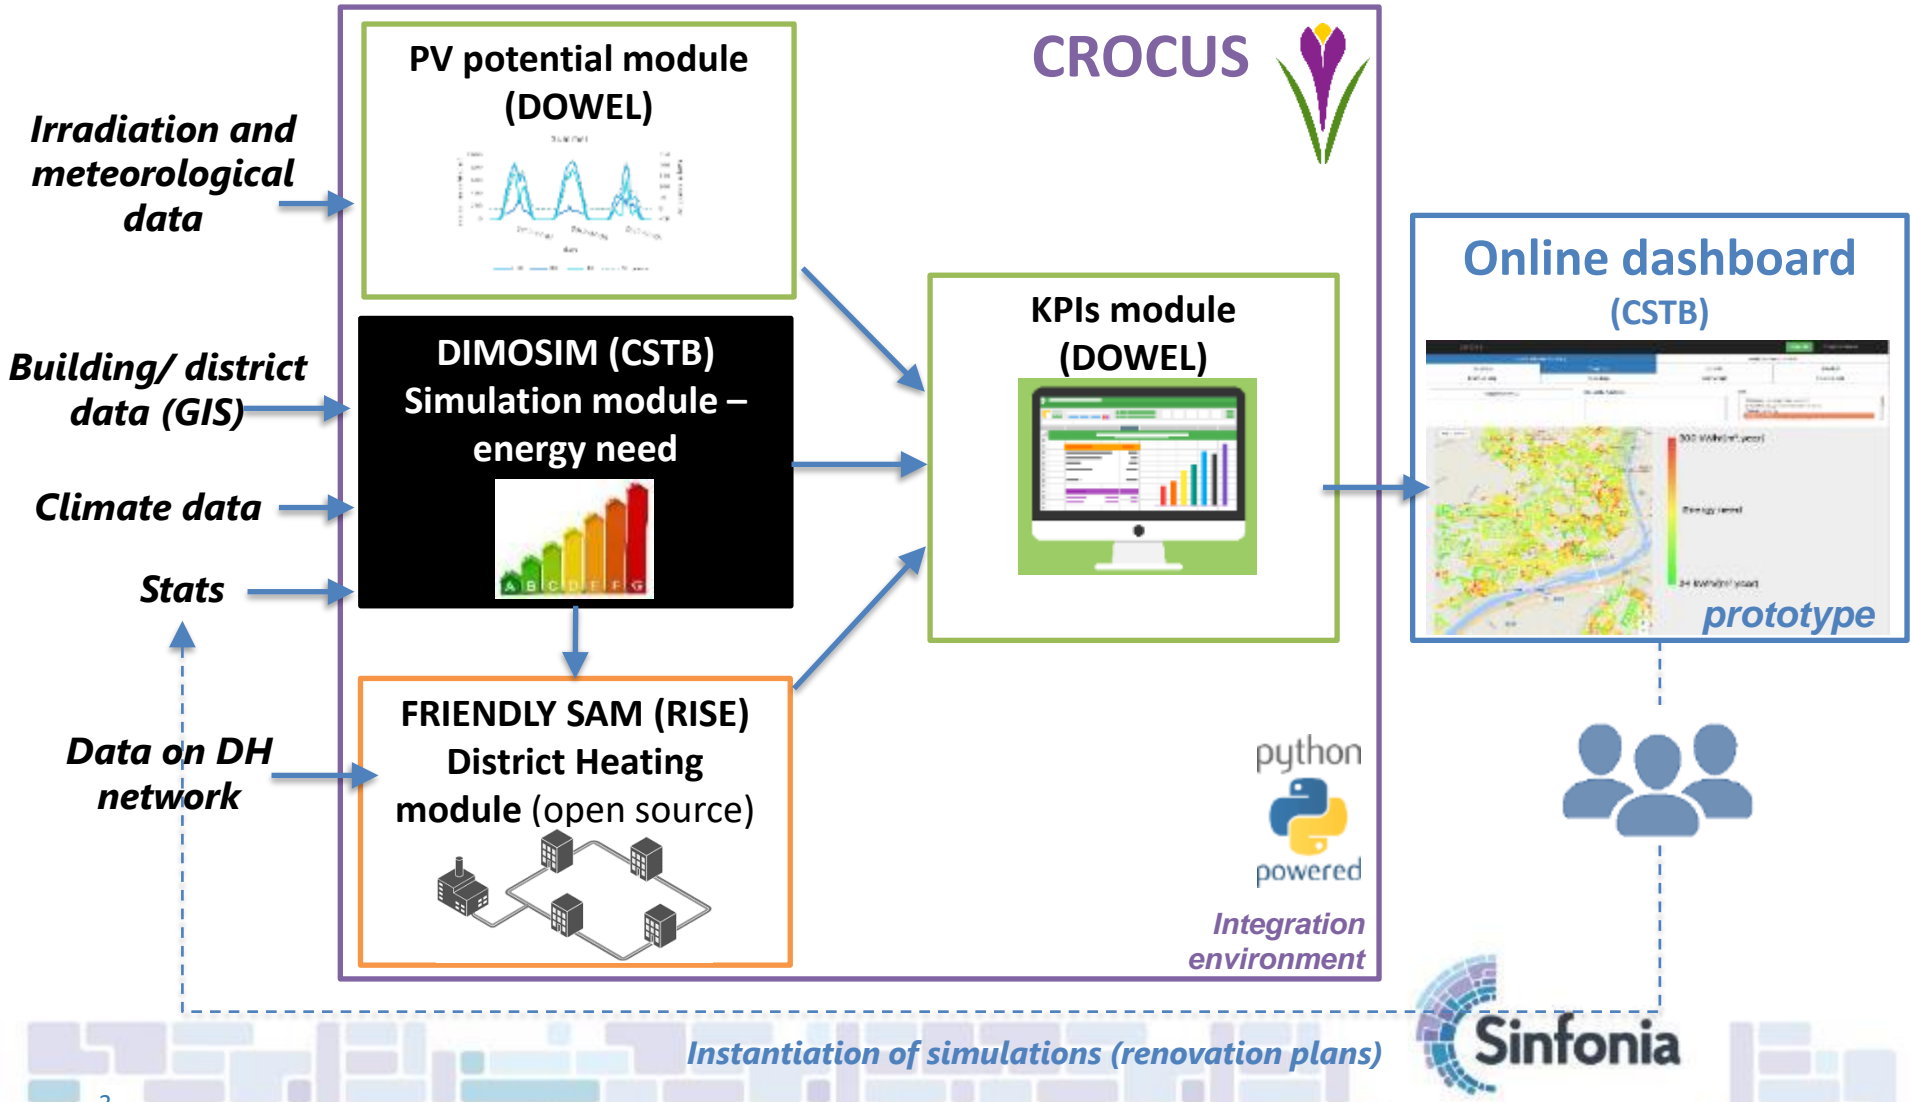 CROCUS
PV potential module
(DOWEL)
Irradiation and
meteorological
data
Building/ district
data (GIS)
Climate data
Stats
Data on DH
network
DIMOSIM (CSTB)
Simulation module –
energy need
A B C D E F G
FRIENDLY SAM (RISE)
District Heating
module (open source)
KPIs module
(DOWEL)
Online dashboard
(CSTB)
prototype
python
powered
Integration
environment
Instantiation of simulations (renovation plans)
Sinfonia